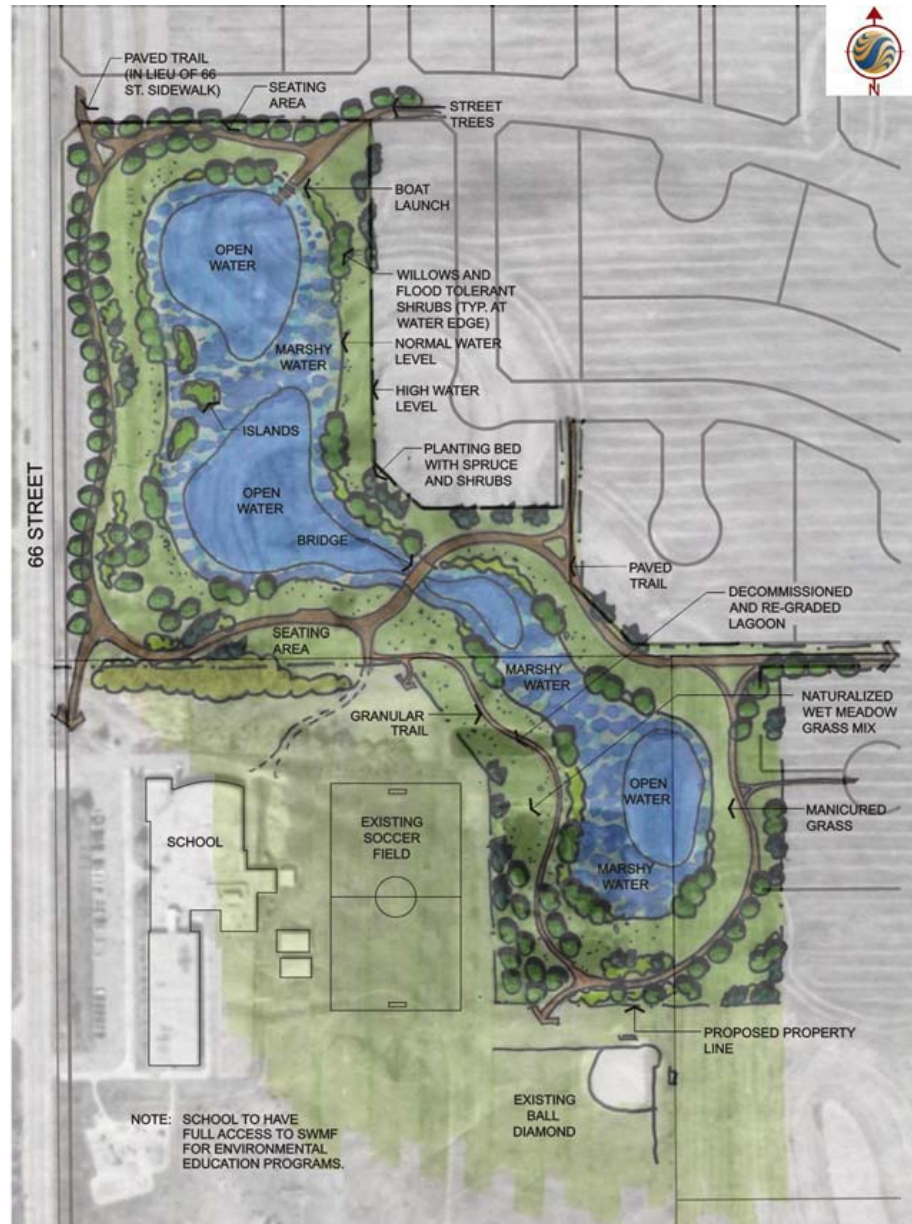 N
PAVED TRAIL
(IN LIEU OF 66
ST. SIDEWALK)
SEATING
AREA
STREET
TREES
BOAT
LAUNCH
OPEN
WATER
WILLOWS AND
FLOOD TOLERANT
SHRUBS (TYP. AT
WATER EDGE)
MARSHY
WATER
NORMAL WATER
LEVEL
HIGH WATER
LEVEL
ISLANDS
PLANTING BED
WITH SPRUCE
AND SHRUBS
OPEN
WATER
66 STREET
BRIDGE
PAVED
TRAIL
DECOMMISSIONED
AND RE-GRADED
LAGOON
SEATING
AREA
MARSHY
WATER
NATURALIZED
WET MEADOW
GRASS MIX
GRANULAR
TRAIL
OPEN
WATER
MANICURED
GRASS
SCHOOL
EXISTING
SOCCER
FIELD
MARSHY
WATER
PROPOSED PROPERTY
LINE
EXISTING
BALL
DIAMOND
NOTE: SCHOOL TO HAVE
FULL ACCESS TO SWMF
FOR ENVIRONMENTAL
EDUCATION PROGRAMS.